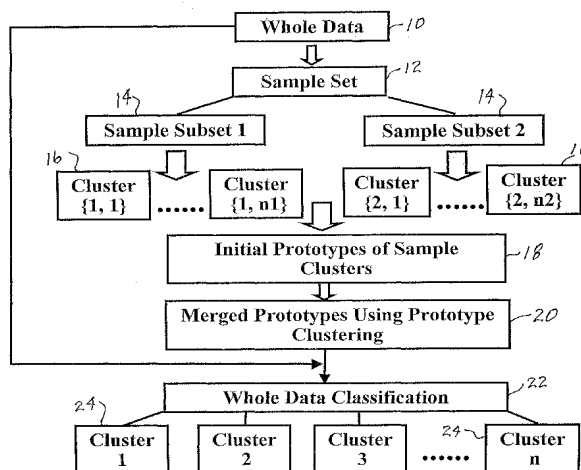 Whole Data 10
Sample Set 12
14 14
Sample Subset 1 Sample Subset 2
16
Cluster {1, 1} ...... Cluster {1, n1} Cluster {2, 1} ...... Cluster {2, n2}
Initial Prototypes of Sample
Clusters 18
Merged Prototypes Using Prototype
Clustering 20
Whole Data Classification 22
24 24
Cluster 1 Cluster 2 Cluster 3 ...... Cluster n